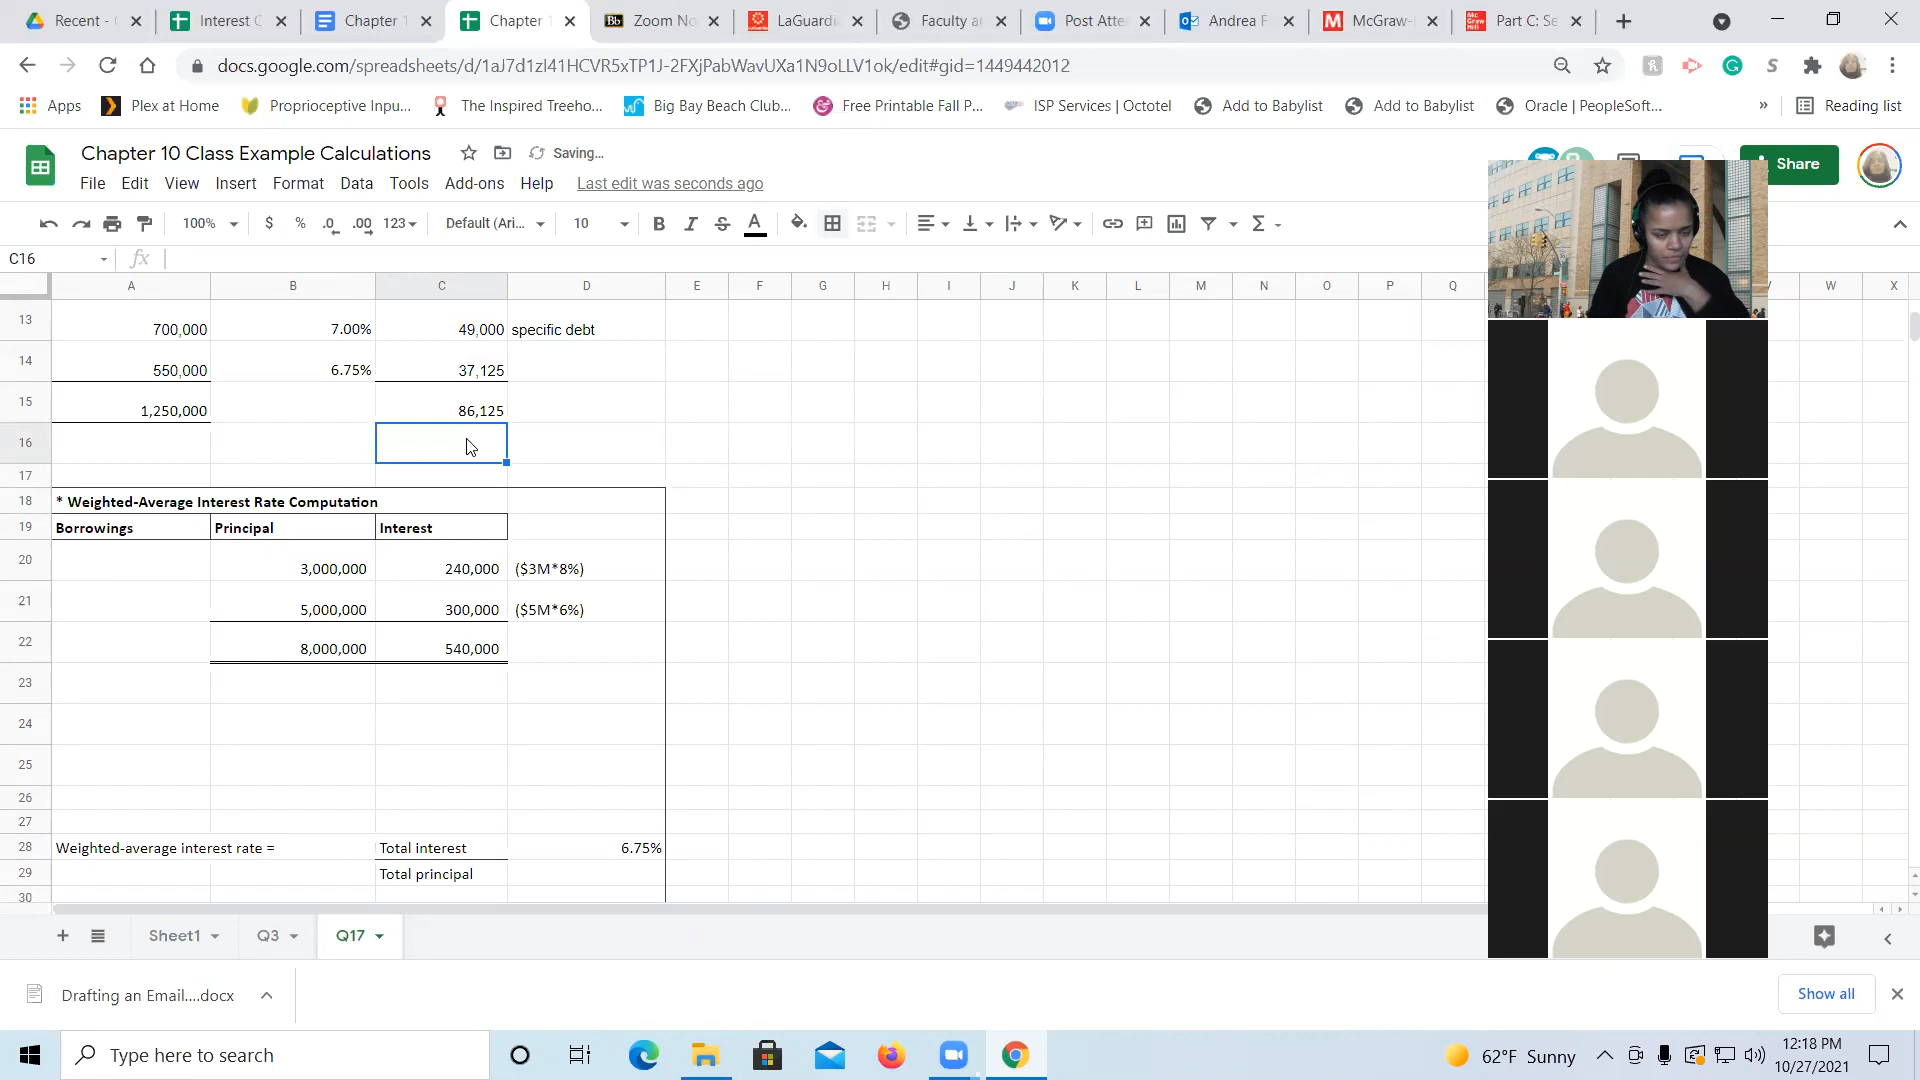 Recent -
Interest C
Chapter 1
Chapter 1
Bb
Zoom No
LaGuardi
Faculty a
Post Atte
Andrea F
McGraw-
Part C: Se
docs.google.com/spreadsheets/d/1aJ7d1zI41HCVR5xTP1J-2FXjPabWavUXa1N9oLLV1ok/edit#gid=1449442012
Apps
Plex at Home
Proprioceptive Inpu...
The Inspired Treeho...
Big Bay Beach Club...
Free Printable Fall P...
ISP Services | Octotel
Add to Babylist
Add to Babylist
Oracle | PeopleSoft...
»
Reading list
Chapter 10 Class Example Calculations
Saving...
Share
File Edit View Insert Format Data Tools Add-ons Help Last edit was seconds ago
100% $ % .0 .00 123 Default (Ari... 10 B I S A Σ
C16 fx
A B C D E F G H I J K L M N O P Q W X
13 700,000 7.00% 49,000 specific debt
14 550,000 6.75% 37,125
15 1,250,000 86,125
16
17
18 * Weighted-Average Interest Rate Computation
19 Borrowings Principal Interest
20 3,000,000 240,000 ($3M*8%)
21 5,000,000 300,000 ($5M*6%)
22 8,000,000 540,000
23
24
25
26
27
28 Weighted-average interest rate = Total interest 6.75%
29 Total principal
30
+ Sheet1 Q3 Q17
Drafting an Email....docx
Show all
Type here to search
62°F Sunny
12:18 PM
10/27/2021